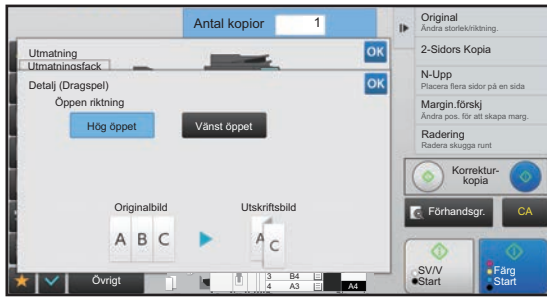 Antal kopior 1
Utmatning
OK
Utmatningsfack
Detalj (Dragspel)
OK
Öppen riktning
Hög öppet
Vänst öppet
Originalbild
Utskriftsbild
A B C
A C
Övrigt
3 B4
4 A3
A4
Original
Ändra storlek/riktning.
2-Sidors Kopia
N-Upp
Placera flera sidor på en sida
Margin.förskj
Ändra pos. för att skapa marg.
Radering
Radera skugga runt
Korrektur-
kopia
Förhandsgr.
CA
SV/V
Start
Färg
Start